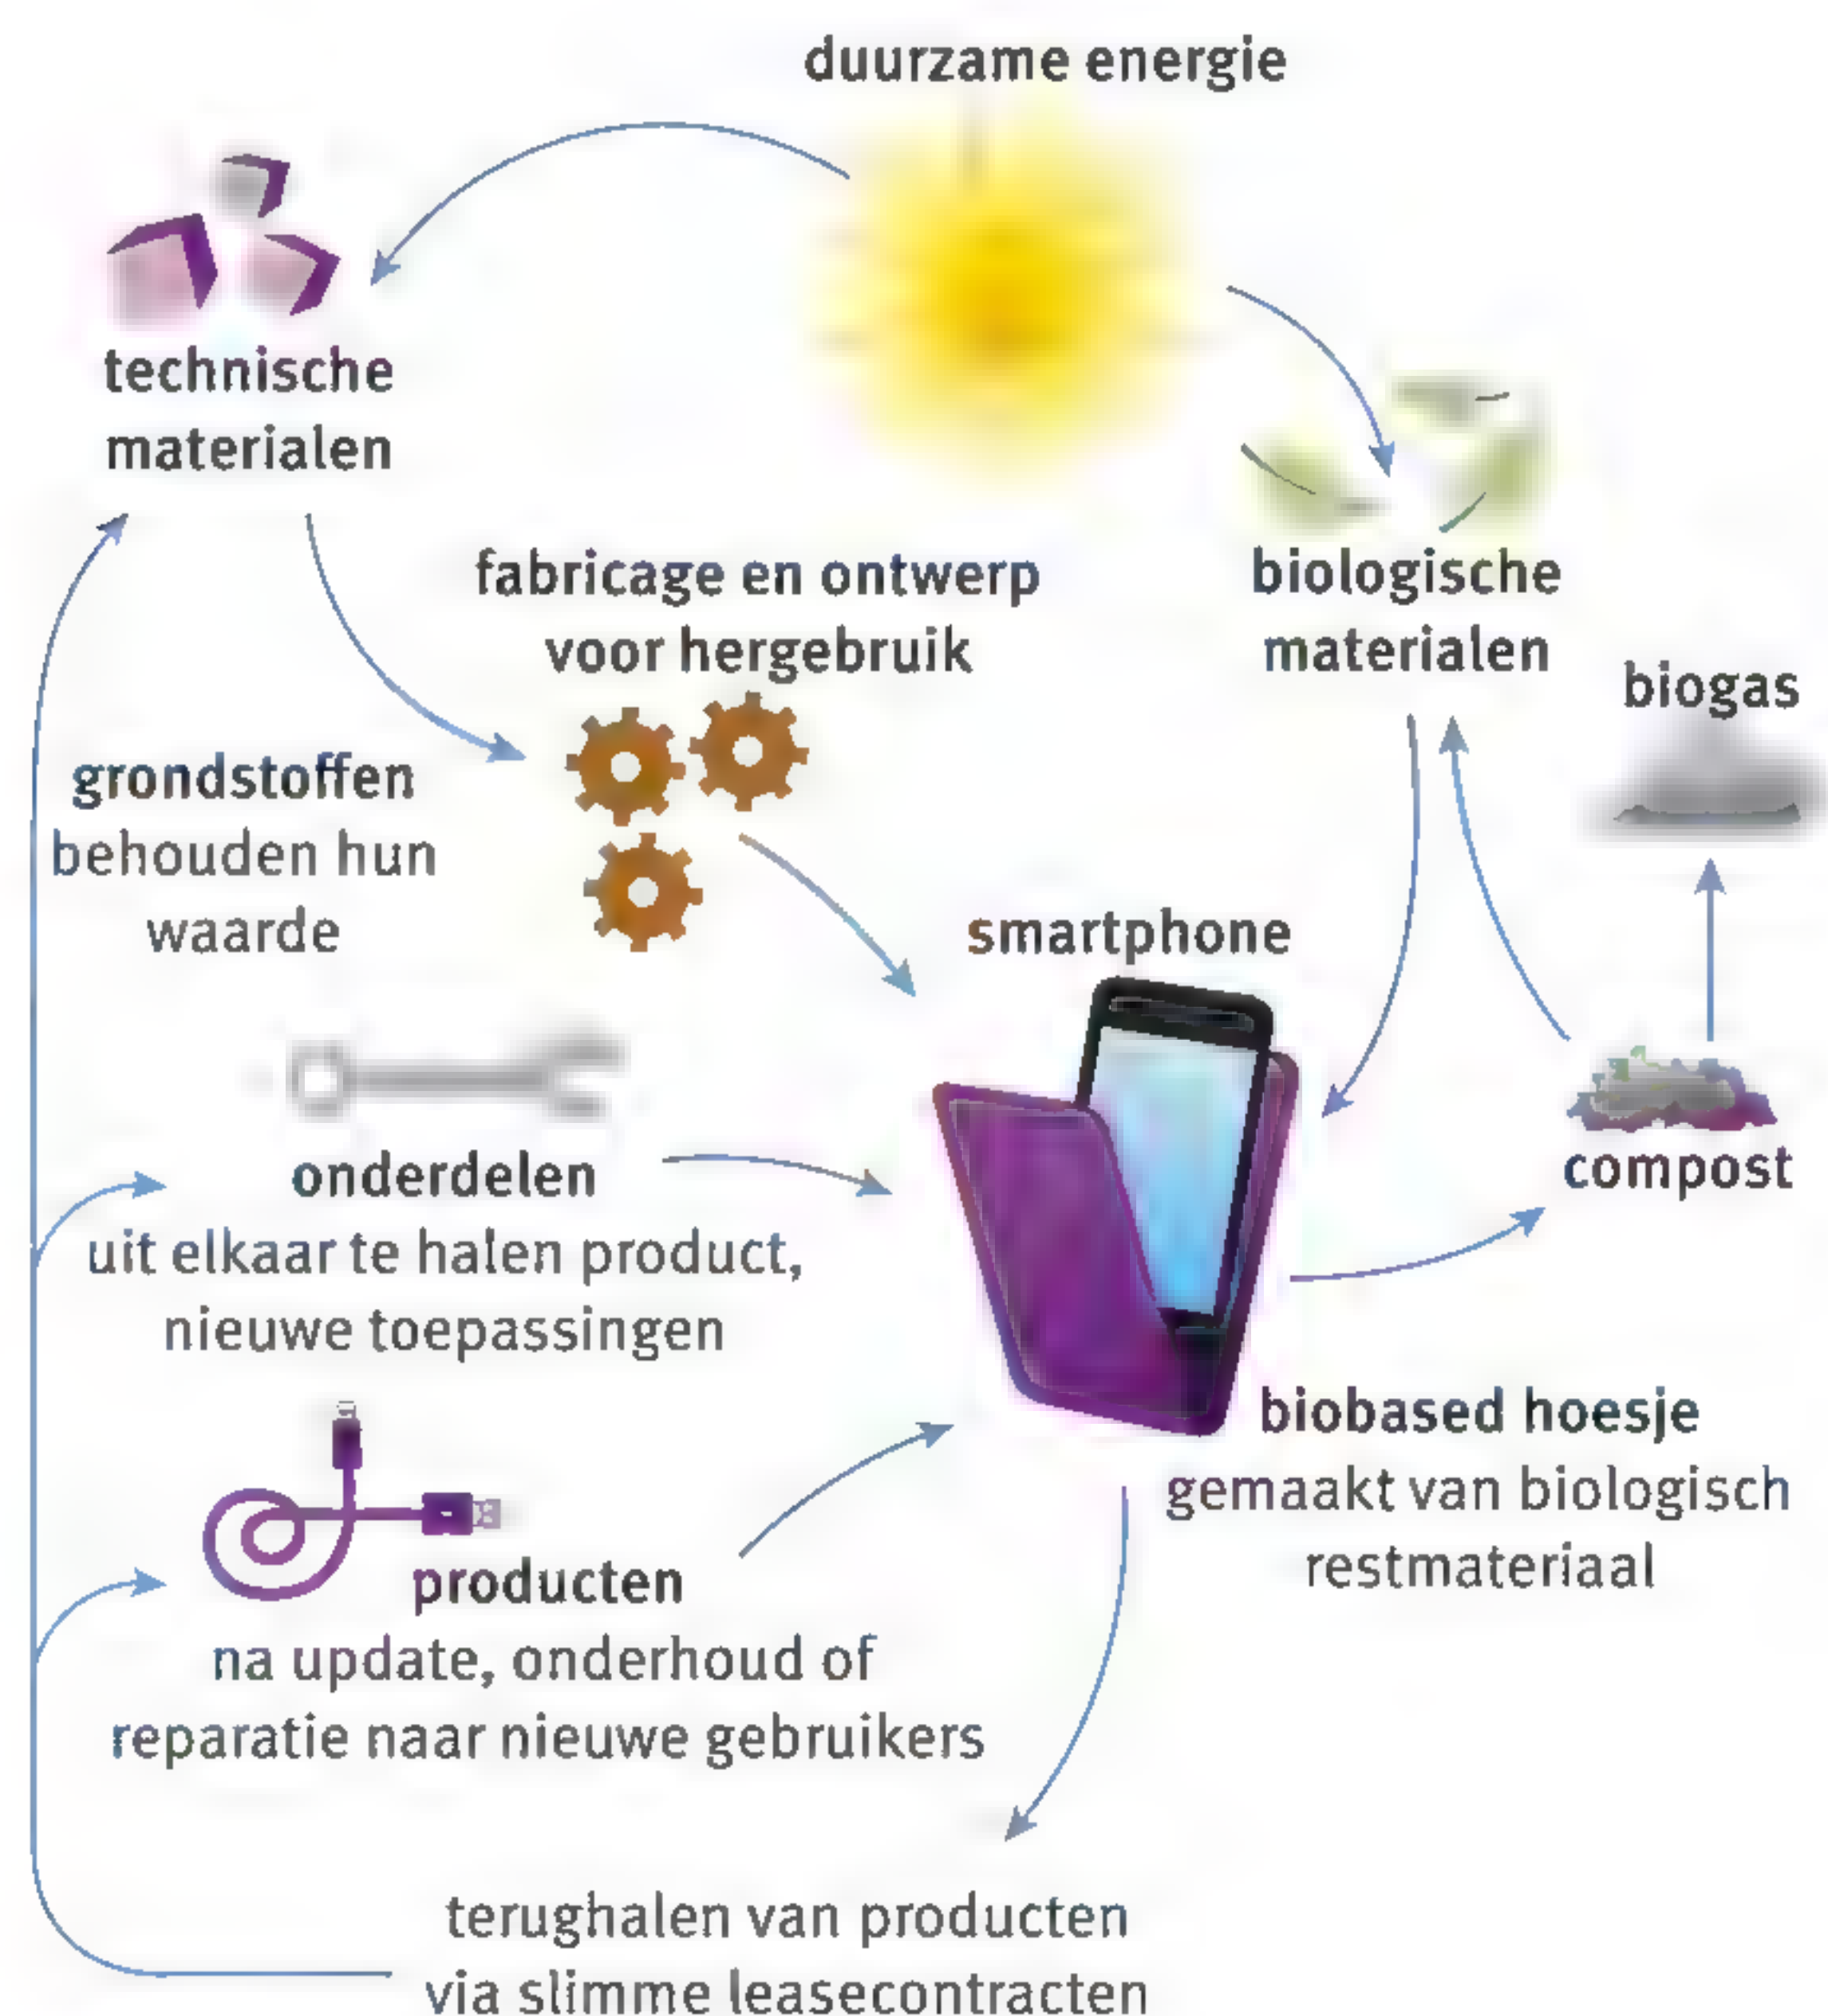 duurzame energie
technische
materialen
fabricage en ontwerp
voor hergebruik
biologische
materialen
biogas
grondstoffen
behouden hun
waarde
smartphone
onderdelen
uit elkaar te halen product,
nieuwe toepassingen
compost
biobased hoesje
gemaakt van biologisch
restmateriaal
producten
na update, onderhoud of
reparatie naar nieuwe gebruikers
terughalen van producten
via slimme leasecontracten